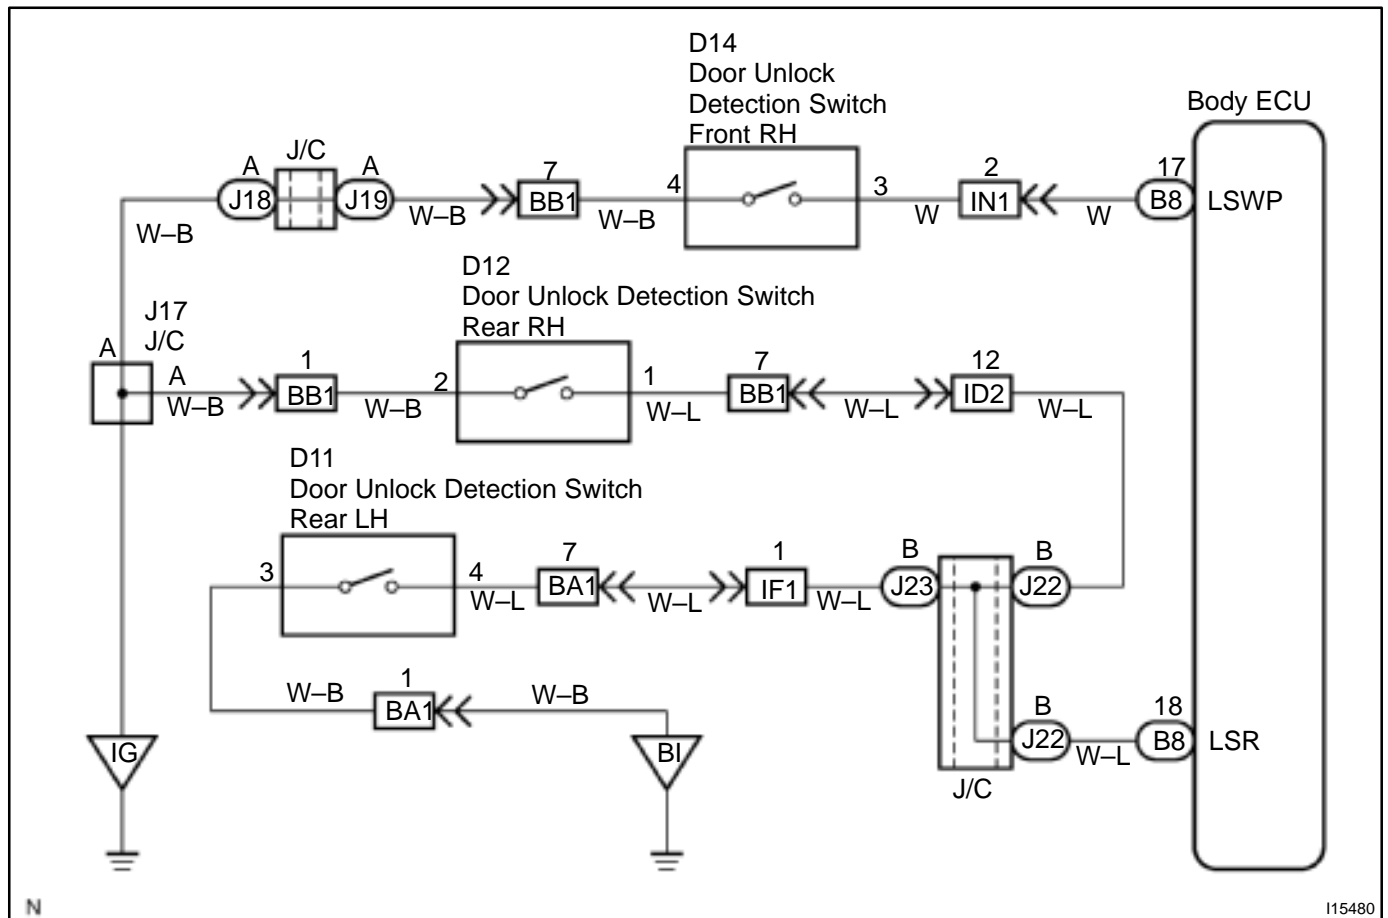 D14
Door Unlock
Detection Switch
Front RH
Body ECU
J/C
A
A
7
4
3
2
17
J18
J19
BB1
IN1
B8
LSWP
W–B
W–B
W–B
W
W
D12
Door Unlock Detection Switch
Rear RH
J17
J/C
A
A
1
2
1
7
12
BB1
BB1
ID2
W–B
W–B
W–L
W–L
W–L
D11
Door Unlock Detection Switch
Rear LH
3
4
7
1
B
B
BA1
IF1
J23
J22
W–L
W–L
W–L
W–B
1
W–B
BA1
B
18
IG
BI
J22
B8
LSR
W–L
J/C
N
I15480